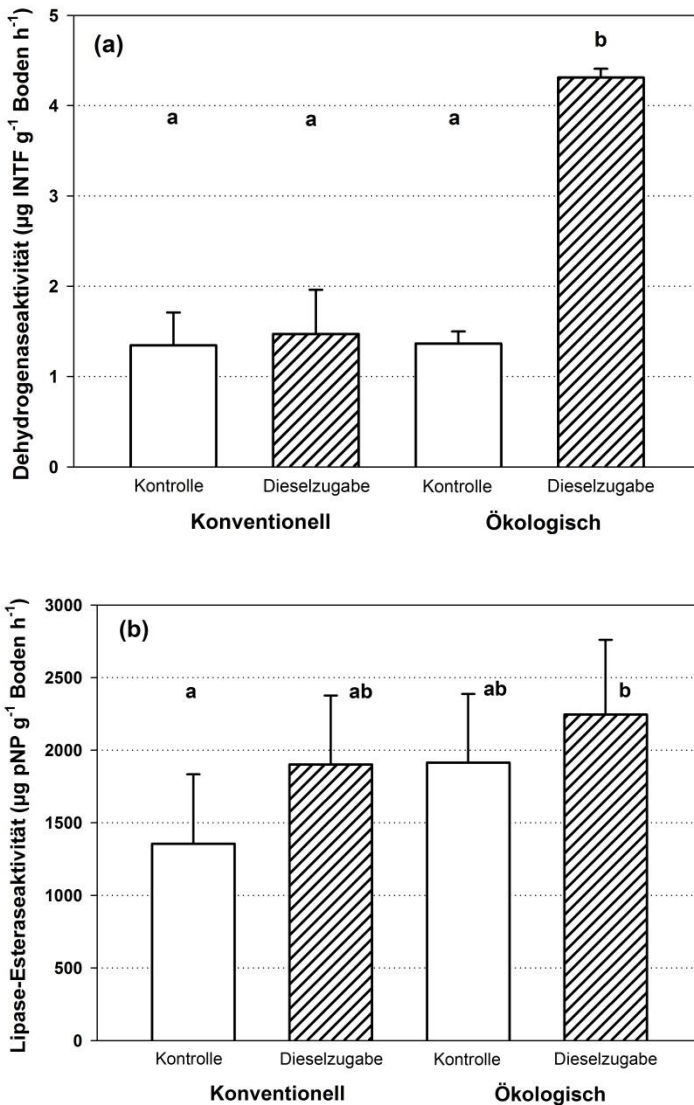 (a)
Dehydrogenaseaktivität (µg INTF g⁻¹ Boden h⁻¹)
5
4
3
2
1
0
a
a
a
b
Kontrolle Dieselzugabe Kontrolle Dieselzugabe
Konventionell Ökologisch
(b)
Lipase-Esteraseaktivität (µg pNP g⁻¹ Boden h⁻¹)
3000
2500
2000
1500
1000
500
0
a
ab
ab
b
Kontrolle Dieselzugabe Kontrolle Dieselzugabe
Konventionell Ökologisch